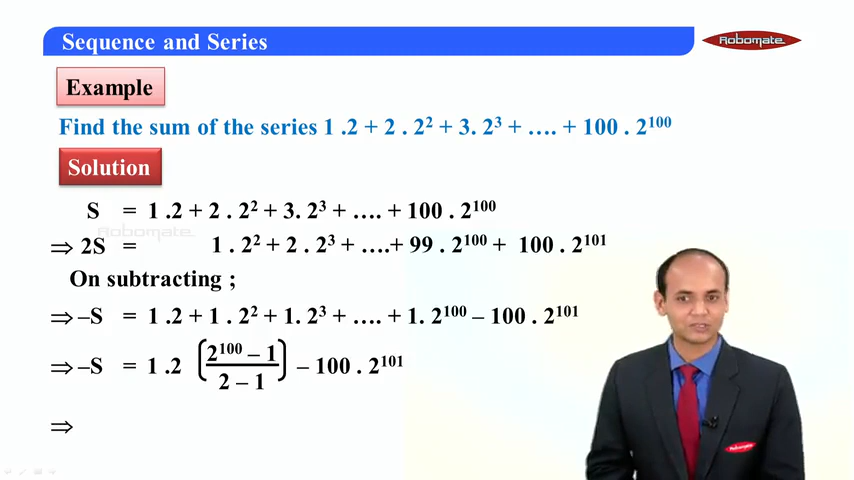 Sequence and Series
Robomate
Example
Find the sum of the series 1 .2 + 2 . 2² + 3. 2³ + …. + 100 . 2¹⁰⁰
Solution
S = 1 .2 + 2 . 2² + 3. 2³ + …. + 100 . 2¹⁰⁰
Robomate
⇒ 2S = 1 . 2² + 2 . 2³ + ….+ 99 . 2¹⁰⁰ + 100 . 2¹⁰¹
On subtracting ;
⇒ –S = 1 .2 + 1 . 2² + 1. 2³ + …. + 1. 2¹⁰⁰ – 100 . 2¹⁰¹
⇒ –S = 1 .2 (2¹⁰⁰ – 1 / 2 – 1) – 100 . 2¹⁰¹
⇒
Robomate